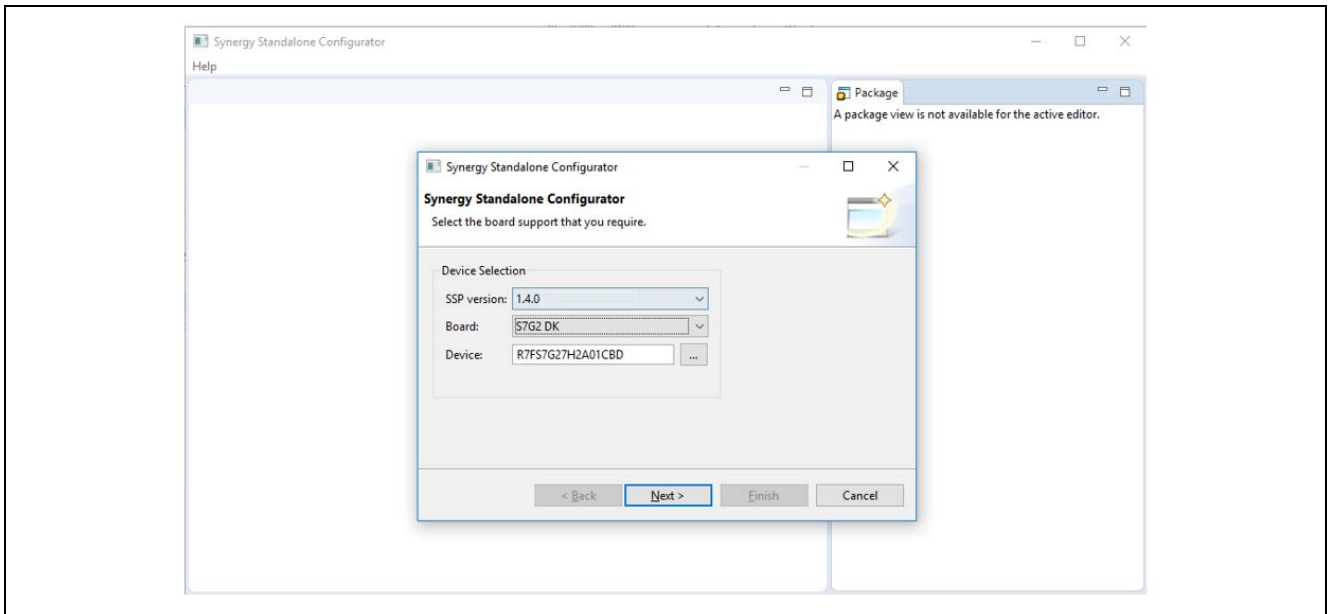 Synergy Standalone Configurator
Help
Package
A package view is not available for the active editor.
Synergy Standalone Configurator
Synergy Standalone Configurator
Select the board support that you require.
Device Selection
SSP version: 1.4.0
Board: S7G2 DK
Device: R7FS7G27H2A01CBD ...
< Back Next > Finish Cancel